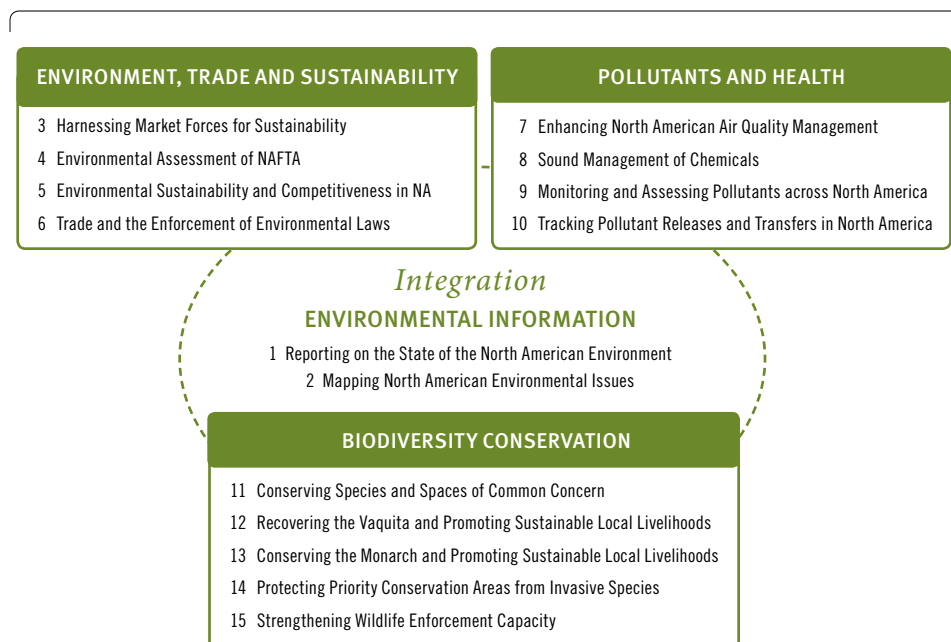 ENVIRONMENT, TRADE AND SUSTAINABILITY
3 Harnessing Market Forces for Sustainability
4 Environmental Assessment of NAFTA
5 Environmental Sustainability and Competitiveness in NA
6 Trade and the Enforcement of Environmental Laws
POLLUTANTS AND HEALTH
7 Enhancing North American Air Quality Management
8 Sound Management of Chemicals
9 Monitoring and Assessing Pollutants across North America
10 Tracking Pollutant Releases and Transfers in North America
Integration
ENVIRONMENTAL INFORMATION
1 Reporting on the State of the North American Environment
2 Mapping North American Environmental Issues
BIODIVERSITY CONSERVATION
11 Conserving Species and Spaces of Common Concern
12 Recovering the Vaquita and Promoting Sustainable Local Livelihoods
13 Conserving the Monarch and Promoting Sustainable Local Livelihoods
14 Protecting Priority Conservation Areas from Invasive Species
15 Strengthening Wildlife Enforcement Capacity